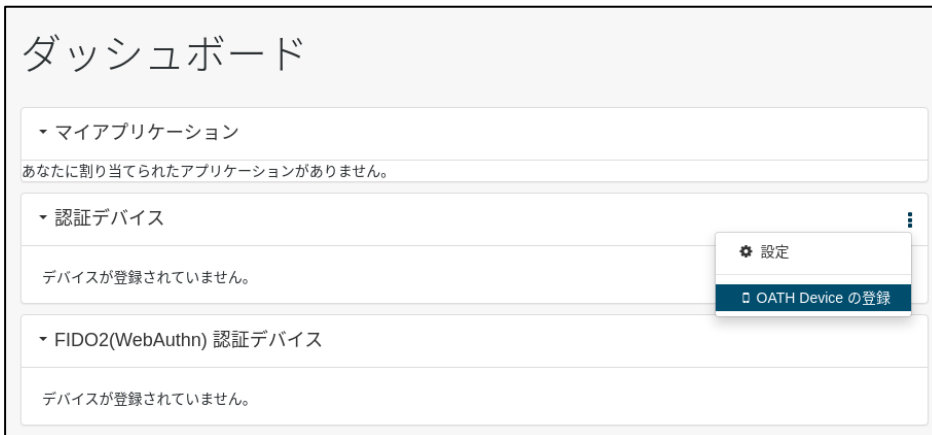 ダッシュボード
マイアプリケーション
あなたに割り当てられたアプリケーションがありません。
認証デバイス
設定
デバイスが登録されていません。
OATH Device の登録
FIDO2(WebAuthn) 認証デバイス
デバイスが登録されていません。